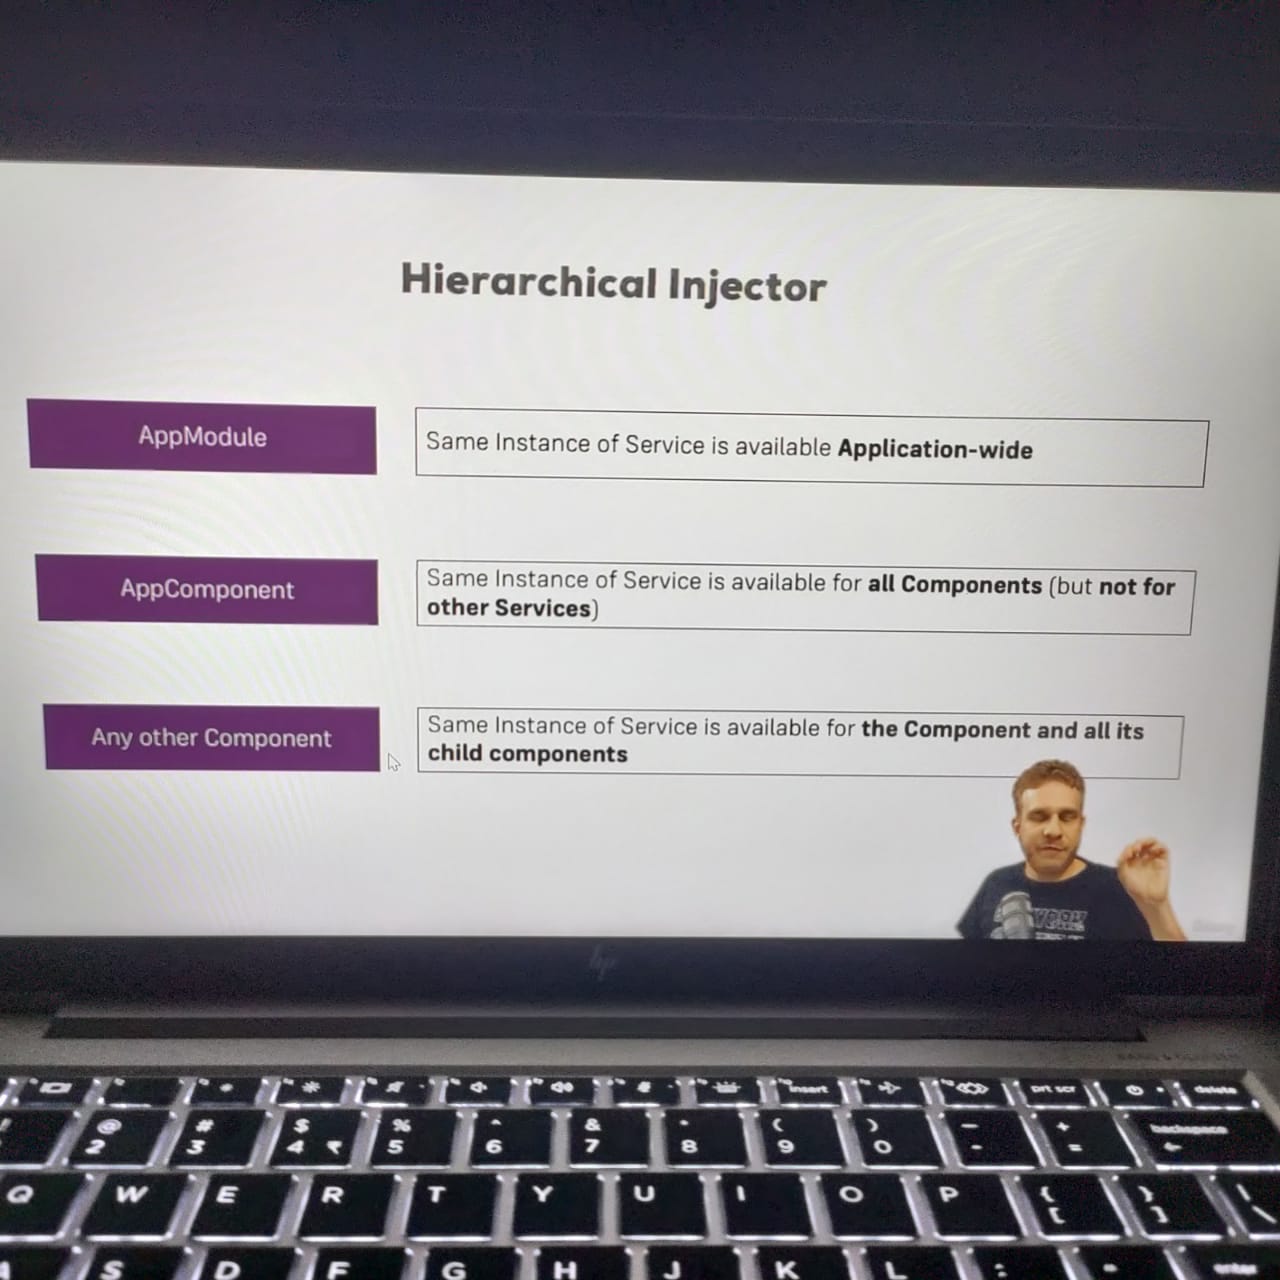 Hierarchical Injector
AppModule
Same Instance of Service is available Application-wide
AppComponent
Same Instance of Service is available for all Components (but not for
other Services)
Any other Component
Same Instance of Service is available for the Component and all its
child components
hp
insert
prt scr
delete
@ # $ % ^ & * ( ) _ +
2 3 4 ₹ 5 6 7 8 9 0 - =
backspace
Q W E R T Y U I O P { }
[ ] \
S D F G H J K L :
enter